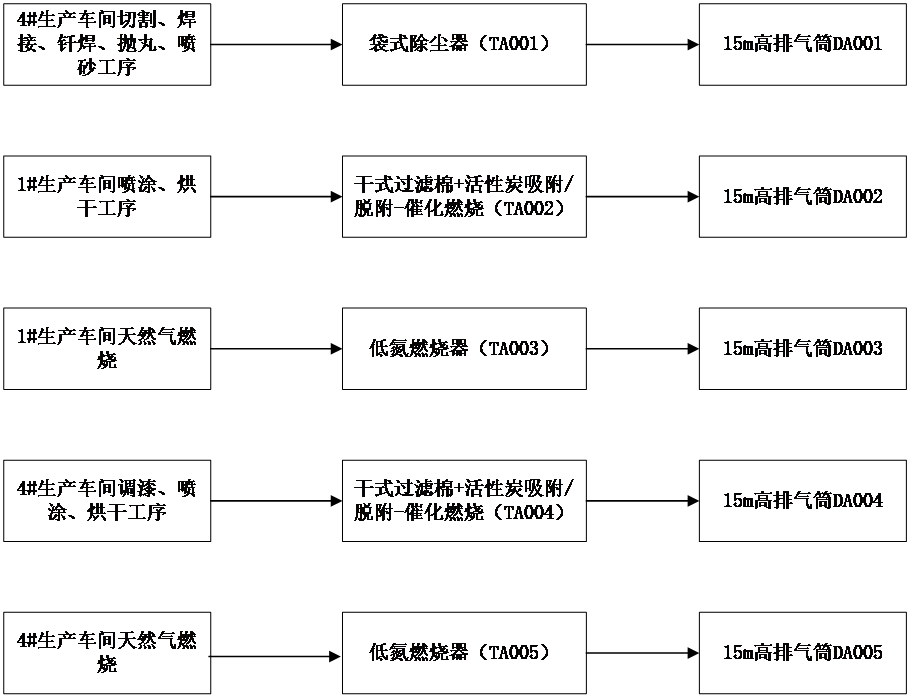 4#生产车间切割、焊
接、钎焊、抛丸、喷
砂工序
袋式除尘器（TA001）
15m高排气筒DA001
1#生产车间喷涂、烘
干工序
干式过滤棉+活性炭吸附/
脱附-催化燃烧（TA002）
15m高排气筒DA002
1#生产车间天然气燃
烧
低氮燃烧器（TA003）
15m高排气筒DA003
4#生产车间调漆、喷
涂、烘干工序
干式过滤棉+活性炭吸附/
脱附-催化燃烧（TA004）
15m高排气筒DA004
4#生产车间天然气燃
烧
低氮燃烧器（TA005）
15m高排气筒DA005